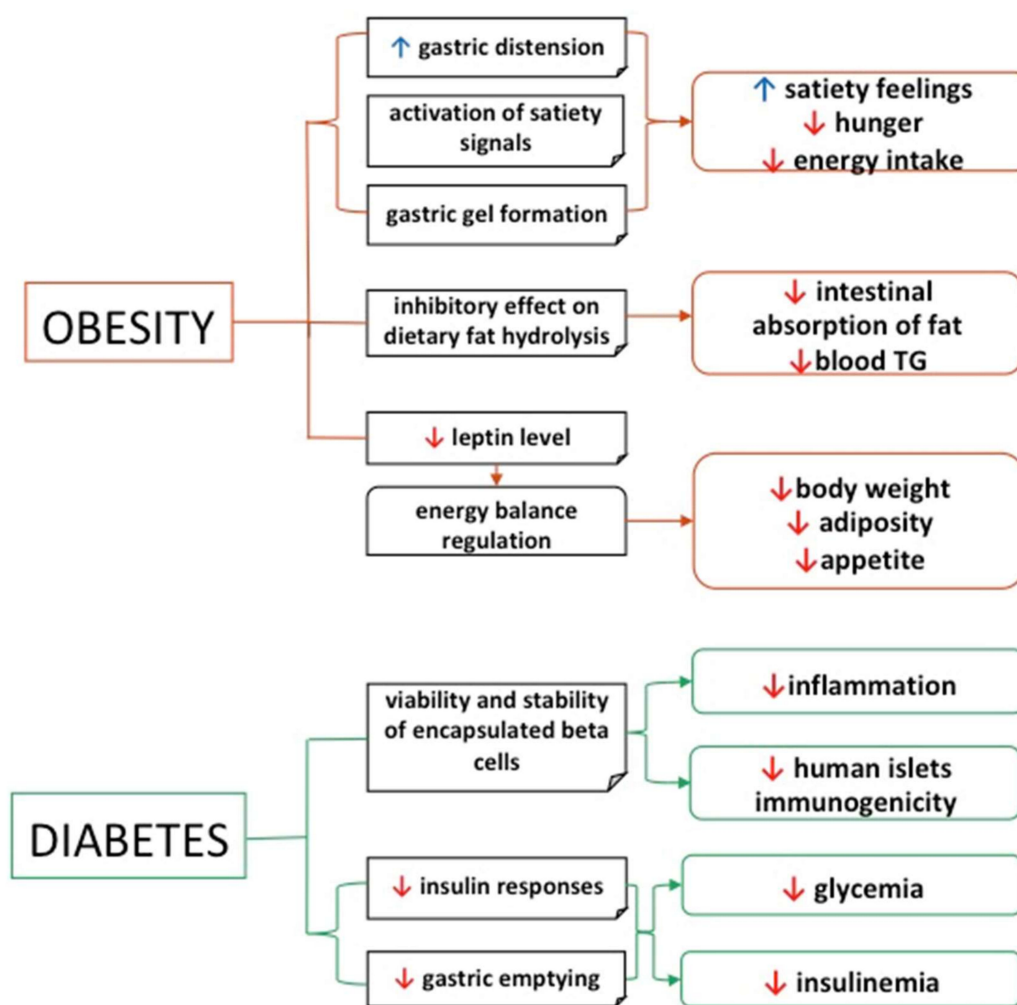 ↑ gastric distension
activation of satiety
signals
gastric gel formation
↑ satiety feelings
↓ hunger
↓ energy intake
OBESITY
inhibitory effect on
dietary fat hydrolysis
↓ intestinal
absorption of fat
↓ blood TG
↓ leptin level
energy balance
regulation
↓body weight
↓ adiposity
↓appetite
DIABETES
viability and stability
of encapsulated beta
cells
↓inflammation
↓ human islets
immunogenicity
↓ insulin responses
↓ gastric emptying
↓ glycemia
↓ insulinemia